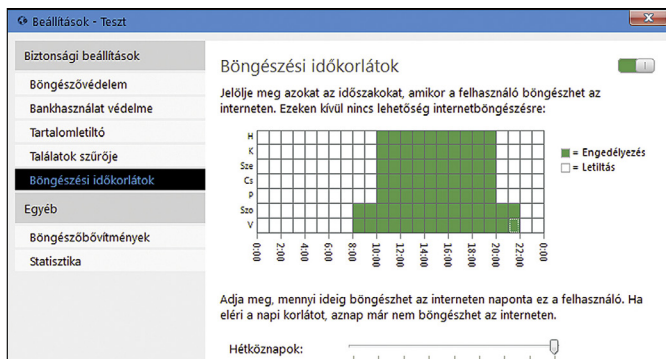 Beállítások - Teszt
Biztonsági beállítások
Böngészővédelem
Bankhasználat védelme
Tartalomletiltó
Találatok szűrője
Böngészési időkorlátok
Egyéb
Böngészőbővítmények
Statisztika
Böngészési időkorlátok
Jelölje meg azokat az időszakokat, amikor a felhasználó böngészhet az
interneten. Ezeken kívül nincs lehetőség internetböngészésre:
H
K
Sze
Cs
P
Szo
V
0:00 2:00 4:00 6:00 8:00 10:00 12:00 14:00 16:00 18:00 20:00 22:00 0:00
= Engedélyezés
= Letiltás
Adja meg, mennyi ideig böngészhet az interneten naponta ez a felhasználó. Ha
eléri a napi korlátot, aznap már nem böngészhet az interneten.
Hétköznapok: